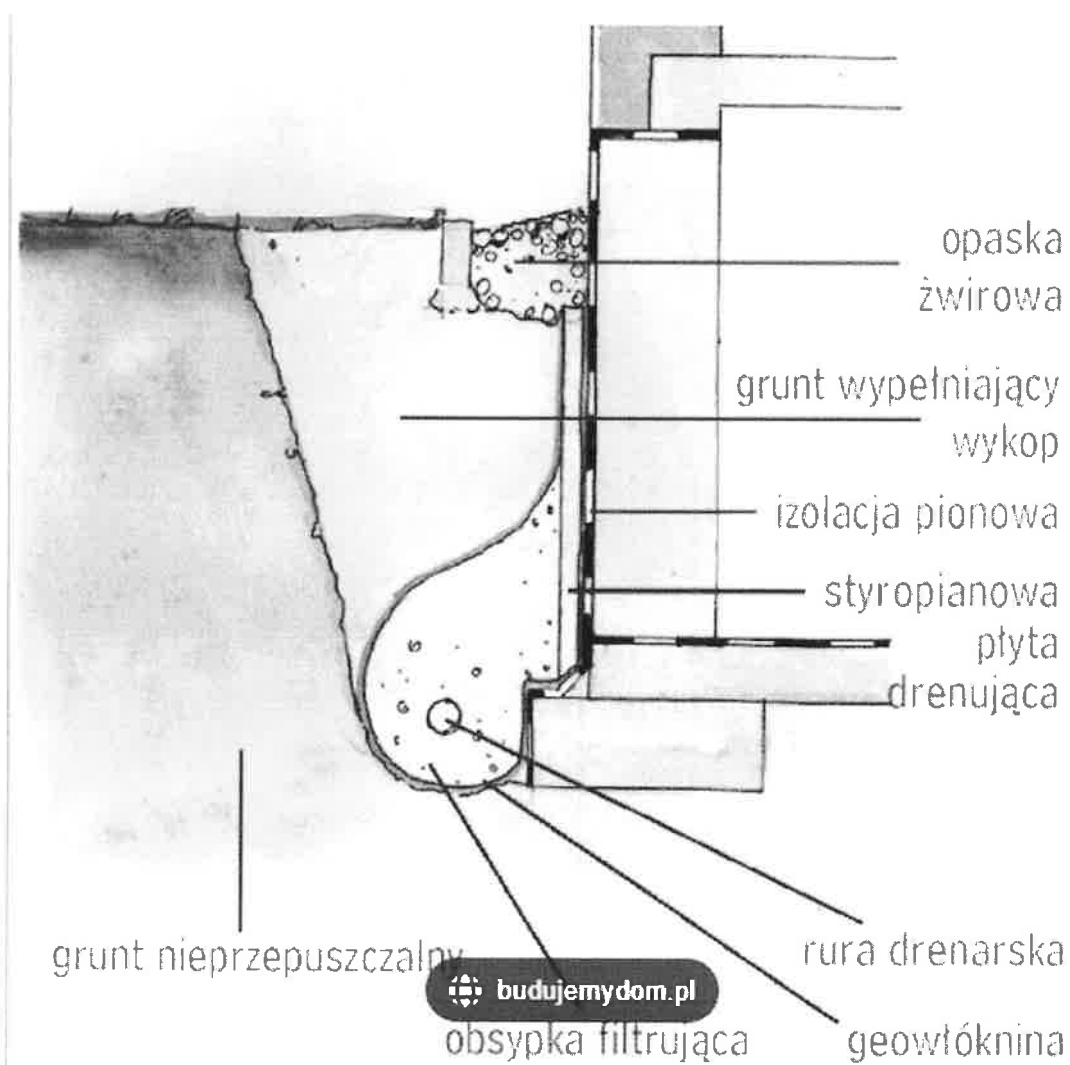 opaska
żwirowa
grunt wypełniający
wykop
izolacja pionowa
styropianowa
płyta
drenująca
rura drenarska
grunt nieprzepuszczalny
budujemydom.pl
obsypka filtrująca
geowłóknina